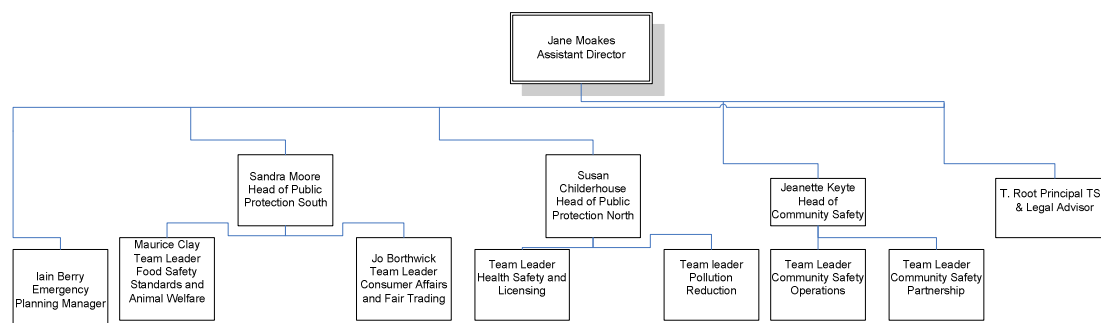 Jane Moakes
Assistant Director
Sandra Moore
Head of Public
Protection South
Susan
Childerhouse
Head of Public
Protection North
Jeanette Keyte
Head of
Community Safety
T. Root Principal TS
& Legal Advisor
Iain Berry
Emergency
Planning Manager
Maurice Clay
Team Leader
Food Safety
Standards and
Animal Welfare
Jo Borthwick
Team Leader
Consumer Affairs
and Fair Trading
Team Leader
Health Safety and
Licensing
Team leader
Pollution
Reduction
Team Leader
Community Safety
Operations
Team Leader
Community Safety
Partnership